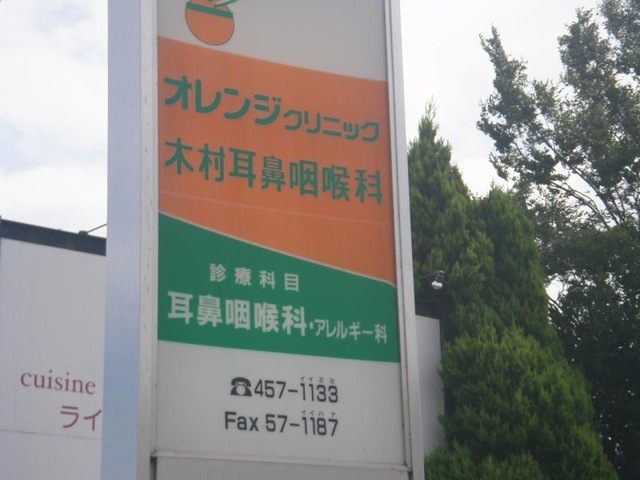 オレンジクリニック
木村耳鼻咽喉科
診療科目
耳鼻咽喉科・アレルギー科
☎457-1133
Fax 57-1187
cuisine
ライ